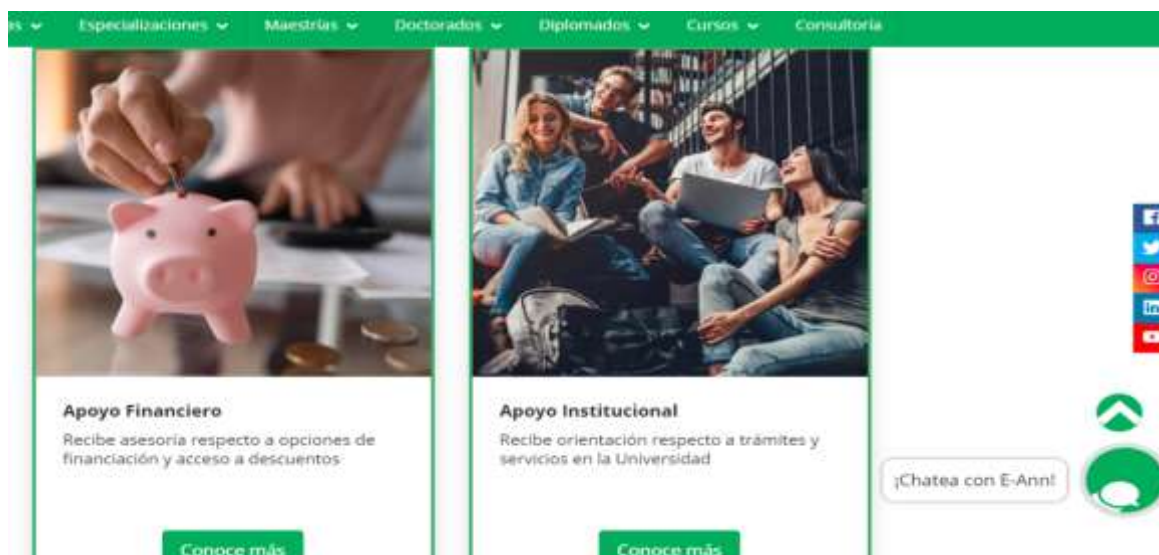 Especializaciones
Maestrías
Doctorados
Diplomados
Cursos
Consultoría
Apoyo Financiero
Recibe asesoría respecto a opciones de
financiación y acceso a descuentos
Conoce más
Apoyo Institucional
Recibe orientación respecto a trámites y
servicios en la Universidad
Conoce más
¡Chatea con E-Ann!